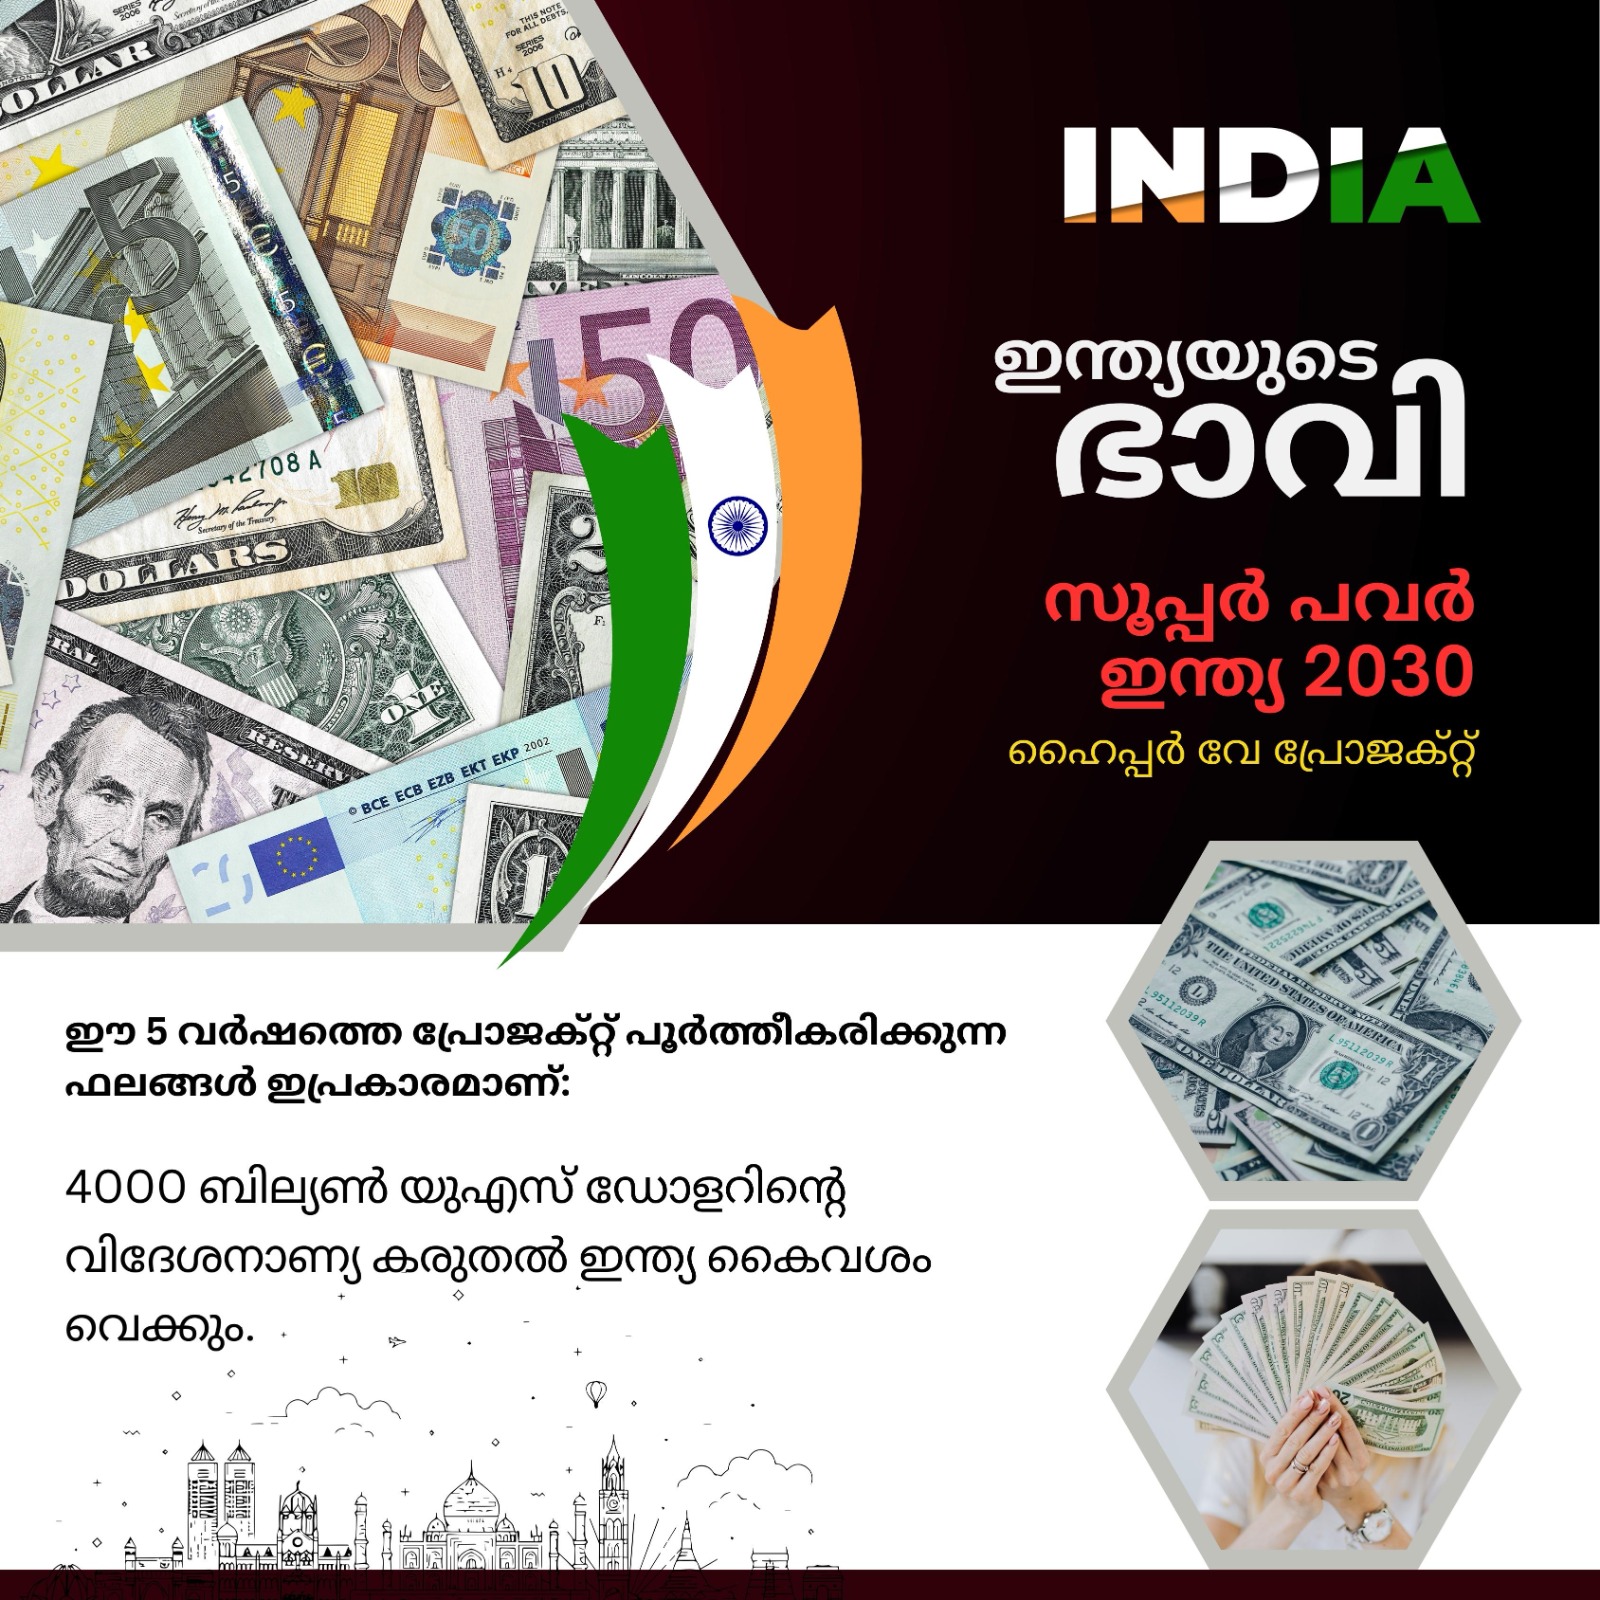 INDIA
ഇന്ത്യയുടെ
ഭാവി
സൂപ്പർ പവർ
ഇന്ത്യ 2030
ഹൈപ്പർ വേ പ്രോജക്റ്റ്
ഈ 5 വർഷത്തെ പ്രോജക്റ്റ് പൂർത്തീകരിക്കുന്ന
ഫലങ്ങൾ ഇപ്രകാരമാണ്:
4000 ബില്യൺ യുഎസ് ഡോളറിന്റെ
വിദേശനാണ്യ കരുതൽ ഇന്ത്യ കൈവശം
വെക്കും.